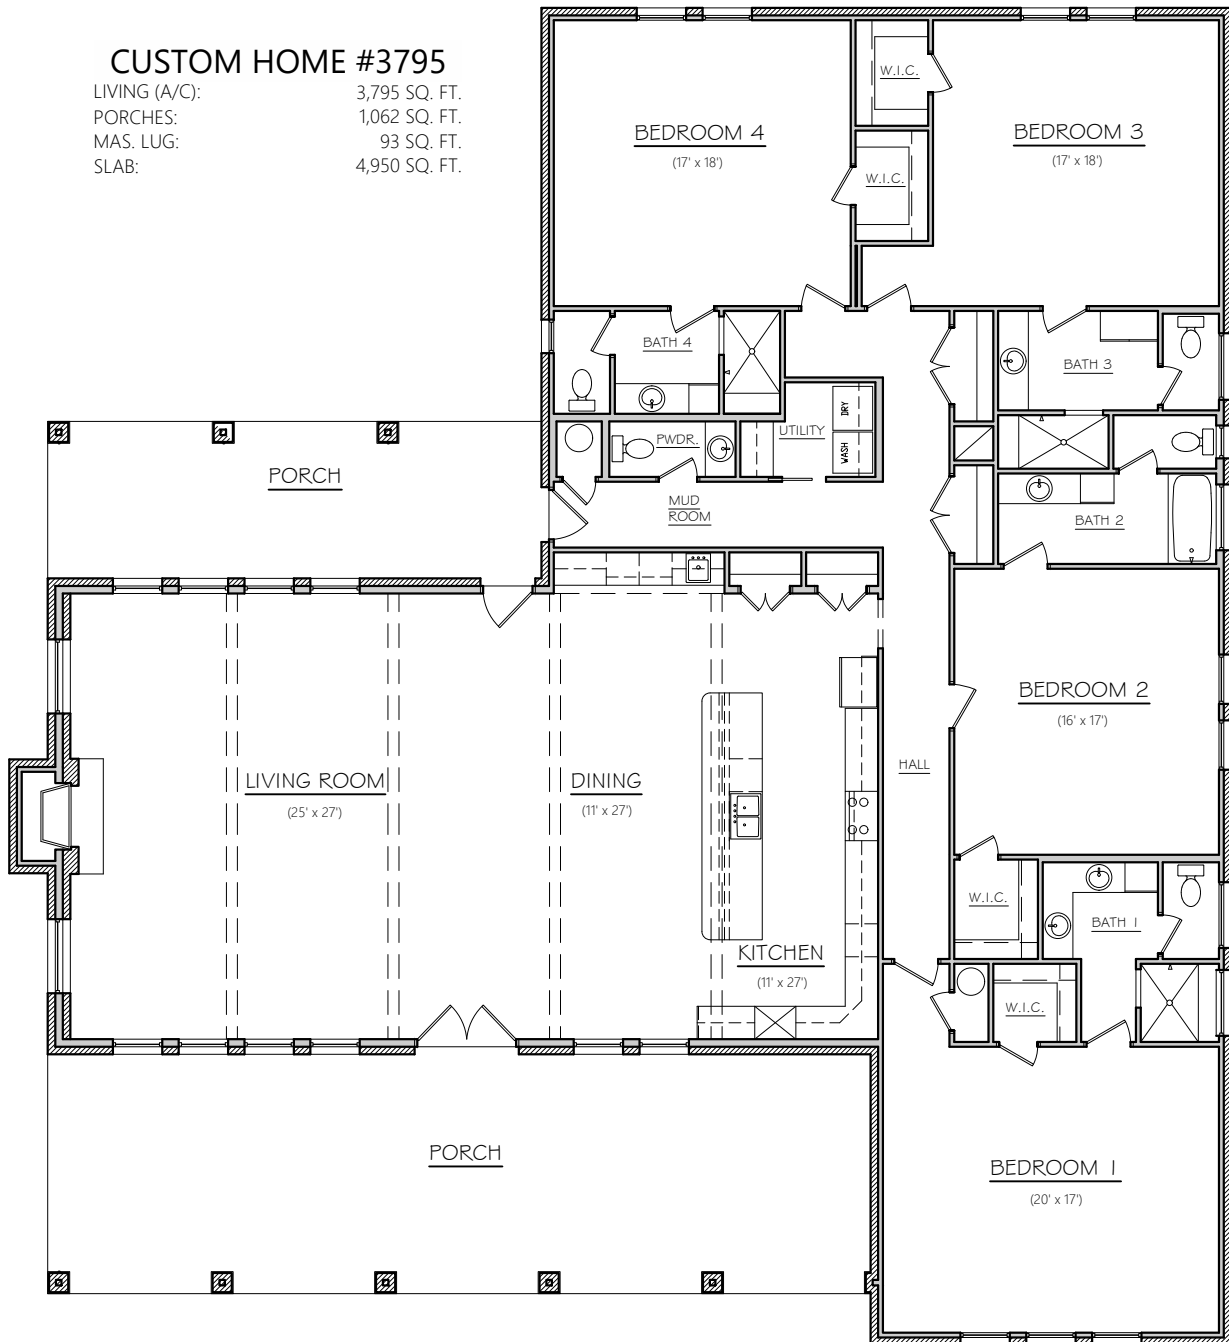 CUSTOM HOME #3795
LIVING (A/C): 3,795 SQ. FT.
PORCHES: 1,062 SQ. FT.
MAS. LUG: 93 SQ. FT.
SLAB: 4,950 SQ. FT.
W.I.C.
BEDROOM 4
(17' x 18')
BEDROOM 3
(17' x 18')
W.I.C.
BATH 4
BATH 3
DRY
WASH
UTILITY
PWDR.
PORCH
MUD
ROOM
BATH 2
BEDROOM 2
(16' x 17')
HALL
LIVING ROOM
(25' x 27')
DINING
(11' x 27')
W.I.C.
BATH 1
KITCHEN
(11' x 27')
W.I.C.
PORCH
BEDROOM 1
(20' x 17')